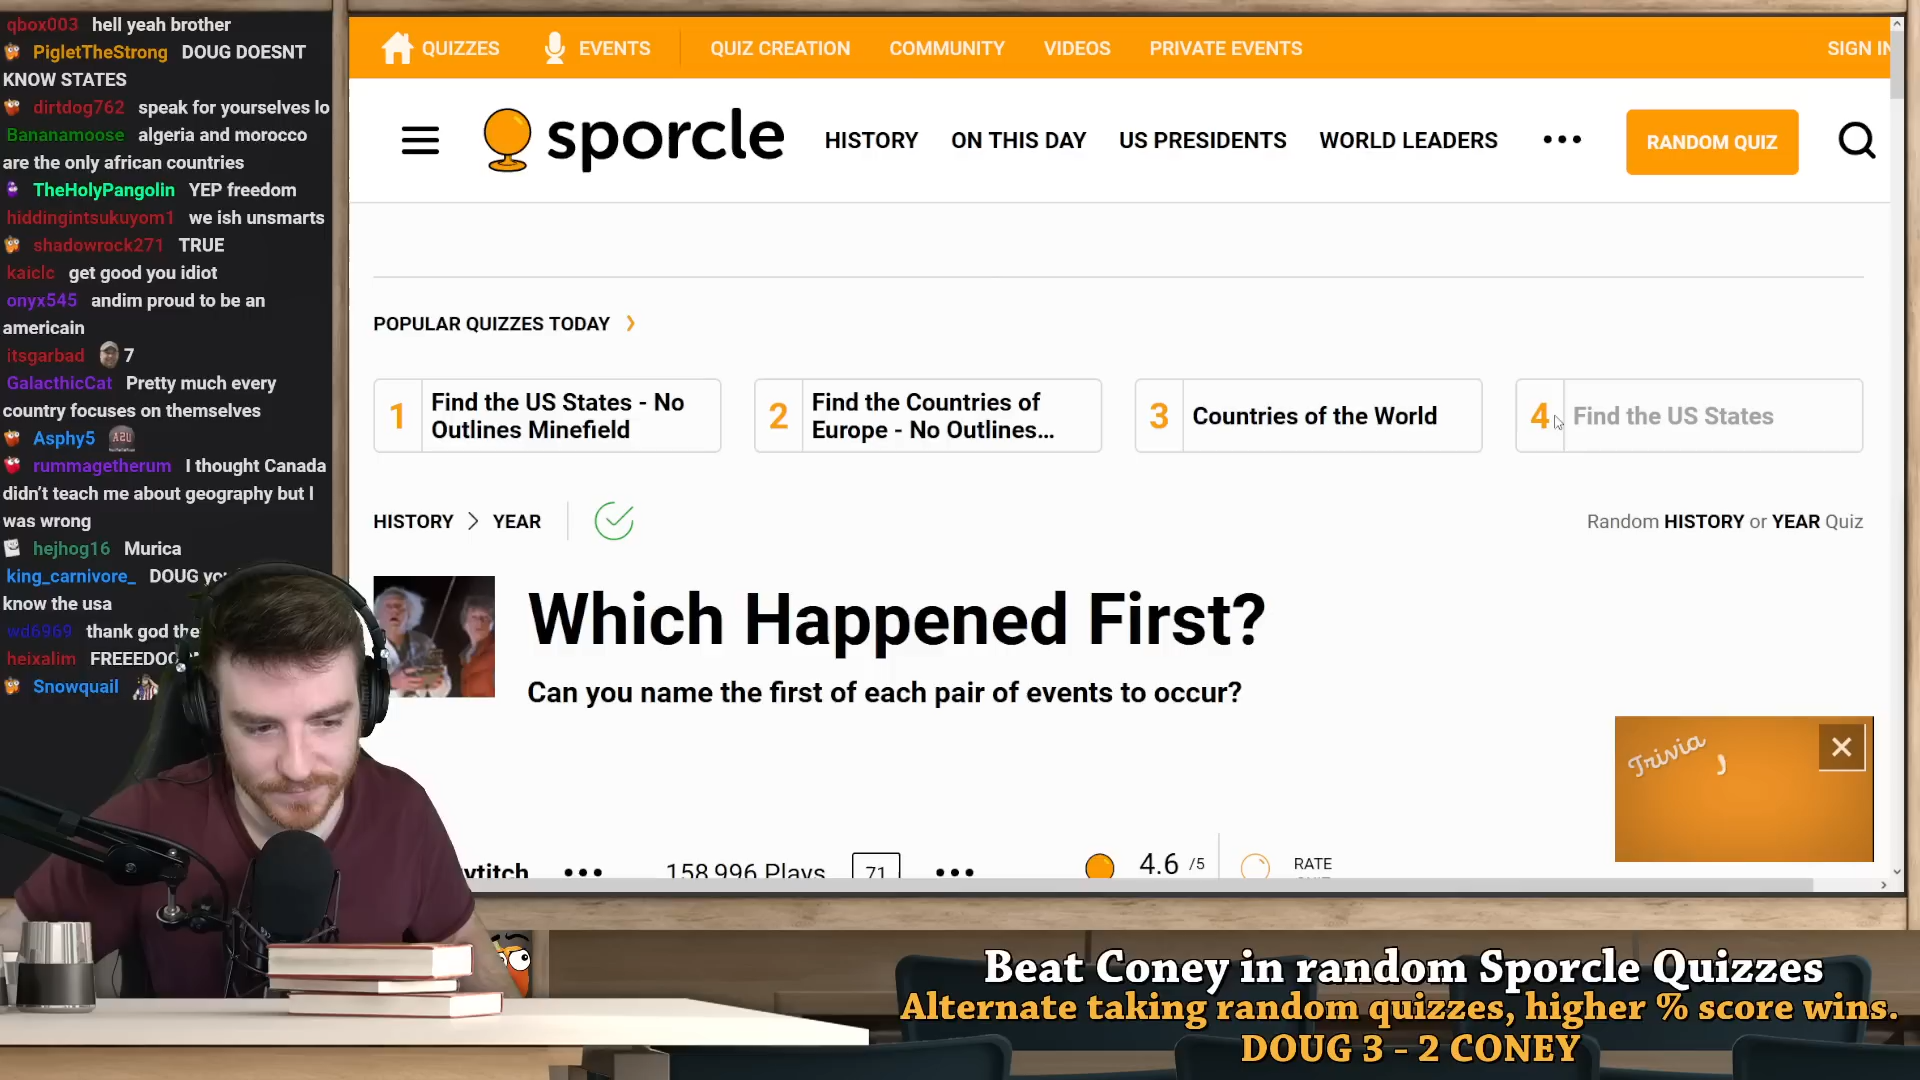 qbox003 hell yeah brother
PigletTheStrong DOUG DOESNT
KNOW STATES
dirtdog762 speak for yourselves lo
Bananamoose algeria and morocco
are the only african countries
TheHolyPangolin YEP freedom
hiddingintsukuyom1 we ish unsmarts
shadowrock271 TRUE
kaiclc get good you idiot
onyx545 andim proud to be an
americain
itsgarbad 7
GalacthicCat Pretty much every
country focuses on themselves
Asphy5
rummagetherum I thought Canada
didn't teach me about geography but I
was wrong
hejhog16 Murica
king_carnivore_ DOUG yo
know the usa
wd6969 thank god the
heixalim FREEEDO
Snowquail
QUIZZES EVENTS QUIZ CREATION COMMUNITY VIDEOS PRIVATE EVENTS SIGN IN
sporcle HISTORY ON THIS DAY US PRESIDENTS WORLD LEADERS ••• RANDOM QUIZ
POPULAR QUIZZES TODAY
1 Find the US States - No
Outlines Minefield
2 Find the Countries of
Europe - No Outlines...
3 Countries of the World
4 Find the US States
HISTORY > YEAR
Random HISTORY or YEAR Quiz
Which Happened First?
Can you name the first of each pair of events to occur?
Trivia
ytitch ••• 158,996 Plays 71 ••• 4.6 /5 RATE
Beat Coney in random Sporcle Quizzes
Alternate taking random quizzes, higher % score wins.
DOUG 3 - 2 CONEY